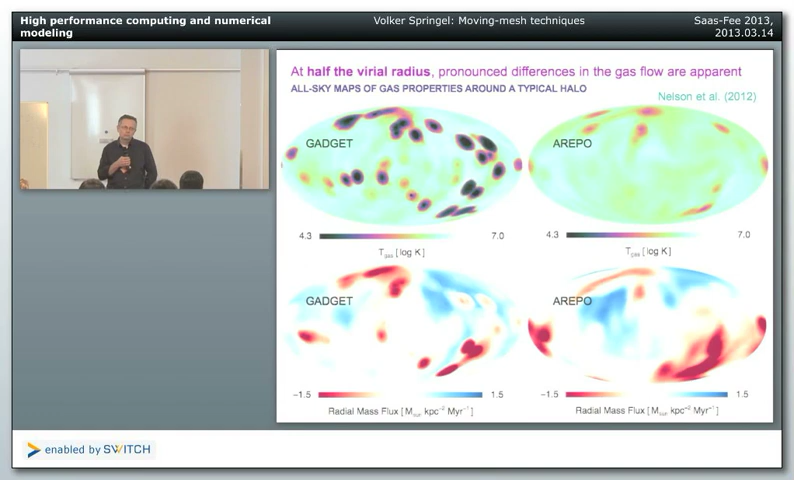 High performance computing and numerical
modeling
Volker Springel: Moving-mesh techniques
Saas-Fee 2013,
2013.03.14
At half the virial radius, pronounced differences in the gas flow are apparent
ALL-SKY MAPS OF GAS PROPERTIES AROUND A TYPICAL HALO
Nelson et al. (2012)
GADGET
AREPO
4.3 7.0
4.3 7.0
Tgas [ log K ]
Tgas [ log K ]
GADGET
AREPO
−1.5 1.5
−1.5 1.5
Radial Mass Flux [ Msun kpc⁻² Myr⁻¹ ]
Radial Mass Flux [ Msun kpc⁻² Myr⁻¹ ]
enabled by SWITCH